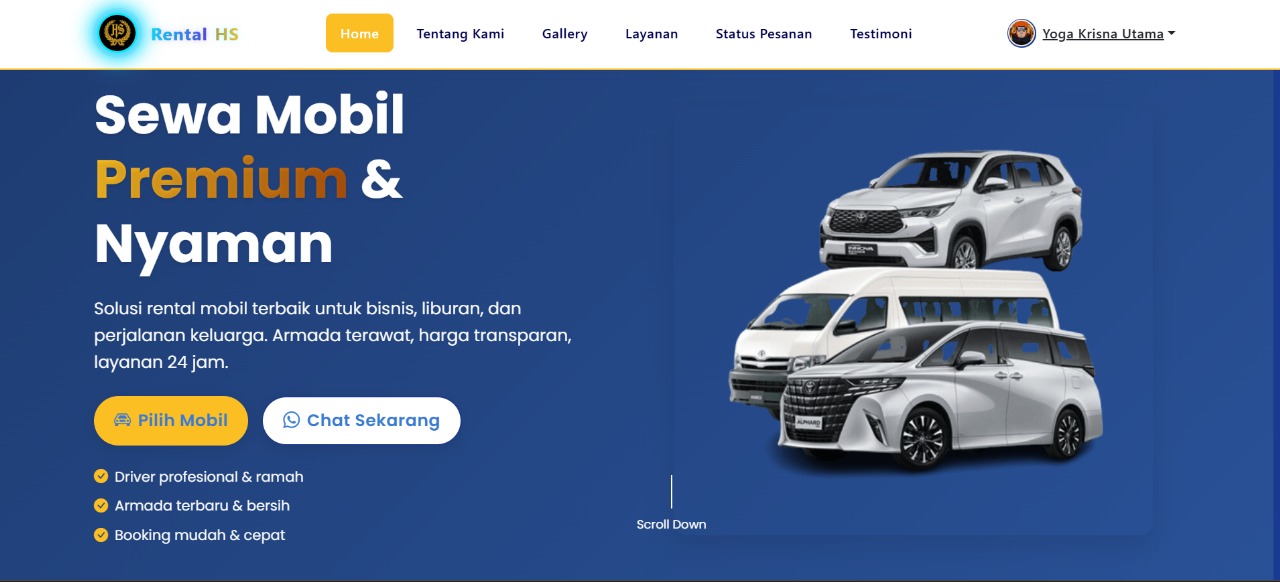 HS
Rental HS
Home
Tentang Kami
Gallery
Layanan
Status Pesanan
Testimoni
Yoga Krisna Utama
Sewa Mobil
Premium &
Nyaman
Solusi rental mobil terbaik untuk bisnis, liburan, dan
perjalanan keluarga. Armada terawat, harga transparan,
layanan 24 jam.
Pilih Mobil
Chat Sekarang
Driver profesional & ramah
Armada terbaru & bersih
Booking mudah & cepat
INNOVA
ALPHARD
Scroll Down